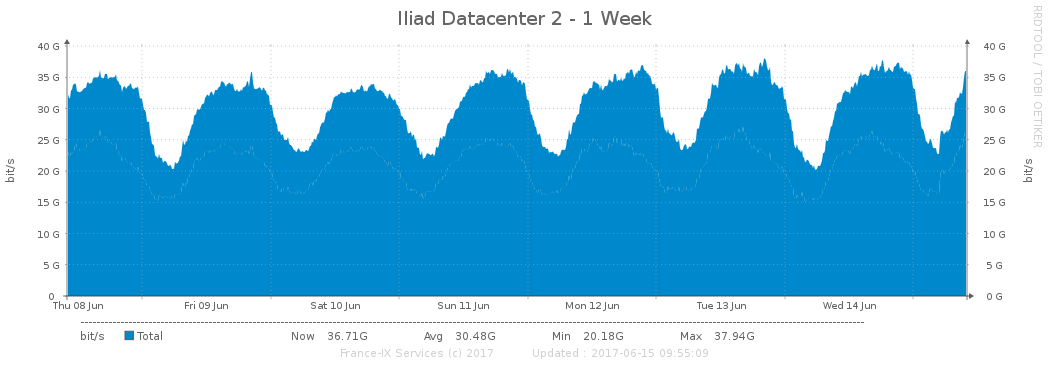 Iliad Datacenter 2 - 1 Week
RRDTOOL / TOBI OETIKER
40 G 40 G
35 G 35 G
30 G 30 G
25 G 25 G
20 G 20 G
15 G 15 G
10 G 10 G
5 G 5 G
0 0 G
bit/s bit/s
Thu 08 Jun Fri 09 Jun Sat 10 Jun Sun 11 Jun Mon 12 Jun Tue 13 Jun Wed 14 Jun
bit/s Total Now 36.71G Avg 30.48G Min 20.18G Max 37.94G
France-IX Services (c) 2017 Updated : 2017-06-15 09:55:09